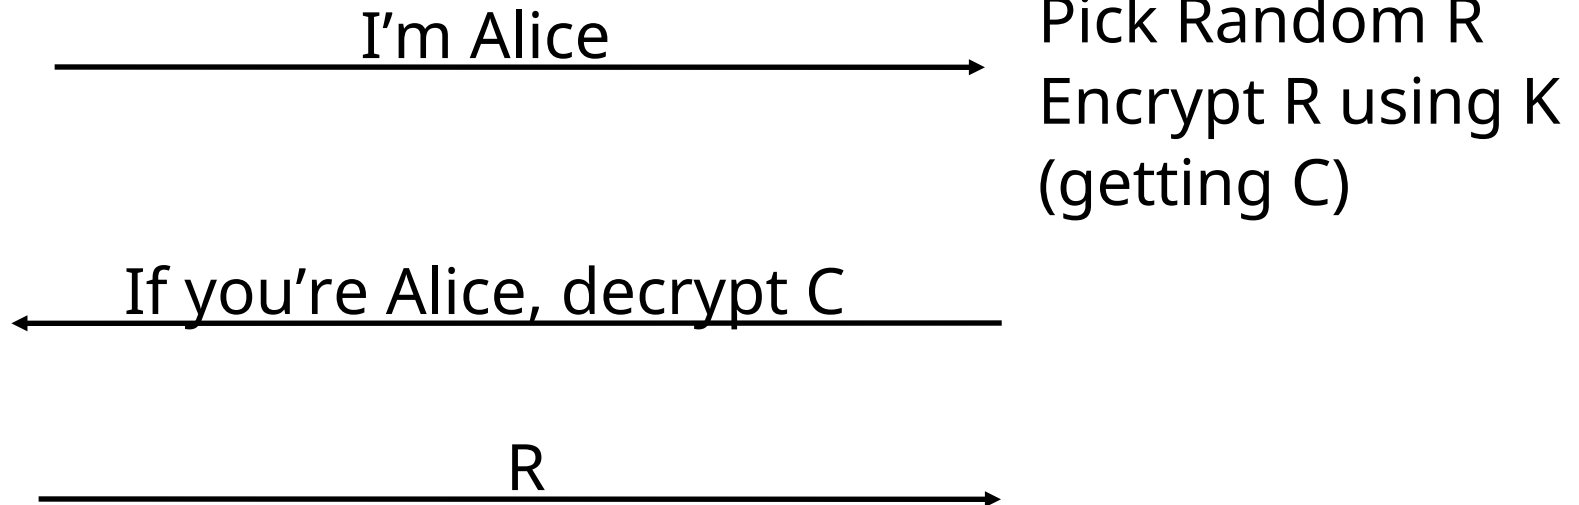 I’m Alice
Pick Random R
Encrypt R using K
(getting C)
If you’re Alice, decrypt C
R